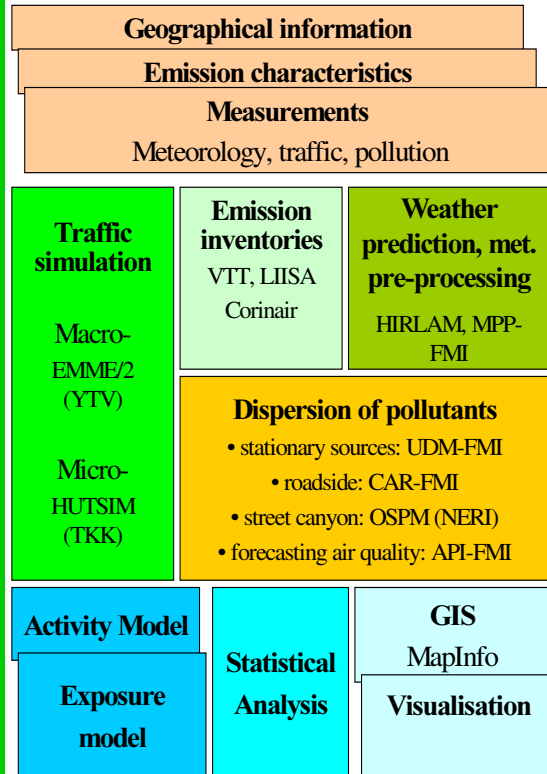 Geographical information
Emission characteristics
Measurements
Meteorology, traffic, pollution
Traffic
simulation
Macro-
EMME/2
(YTV)
Micro-
HUTSIM
(TKK)
Emission
inventories
VTT, LIISA
Corinair
Weather
prediction, met.
pre-processing
HIRLAM, MPP-
FMI
Dispersion of pollutants
• stationary sources: UDM-FMI
• roadside: CAR-FMI
• street canyon: OSPM (NERI)
• forecasting air quality: API-FMI
Activity Model
Exposure
model
Statistical
Analysis
GIS
MapInfo
Visualisation